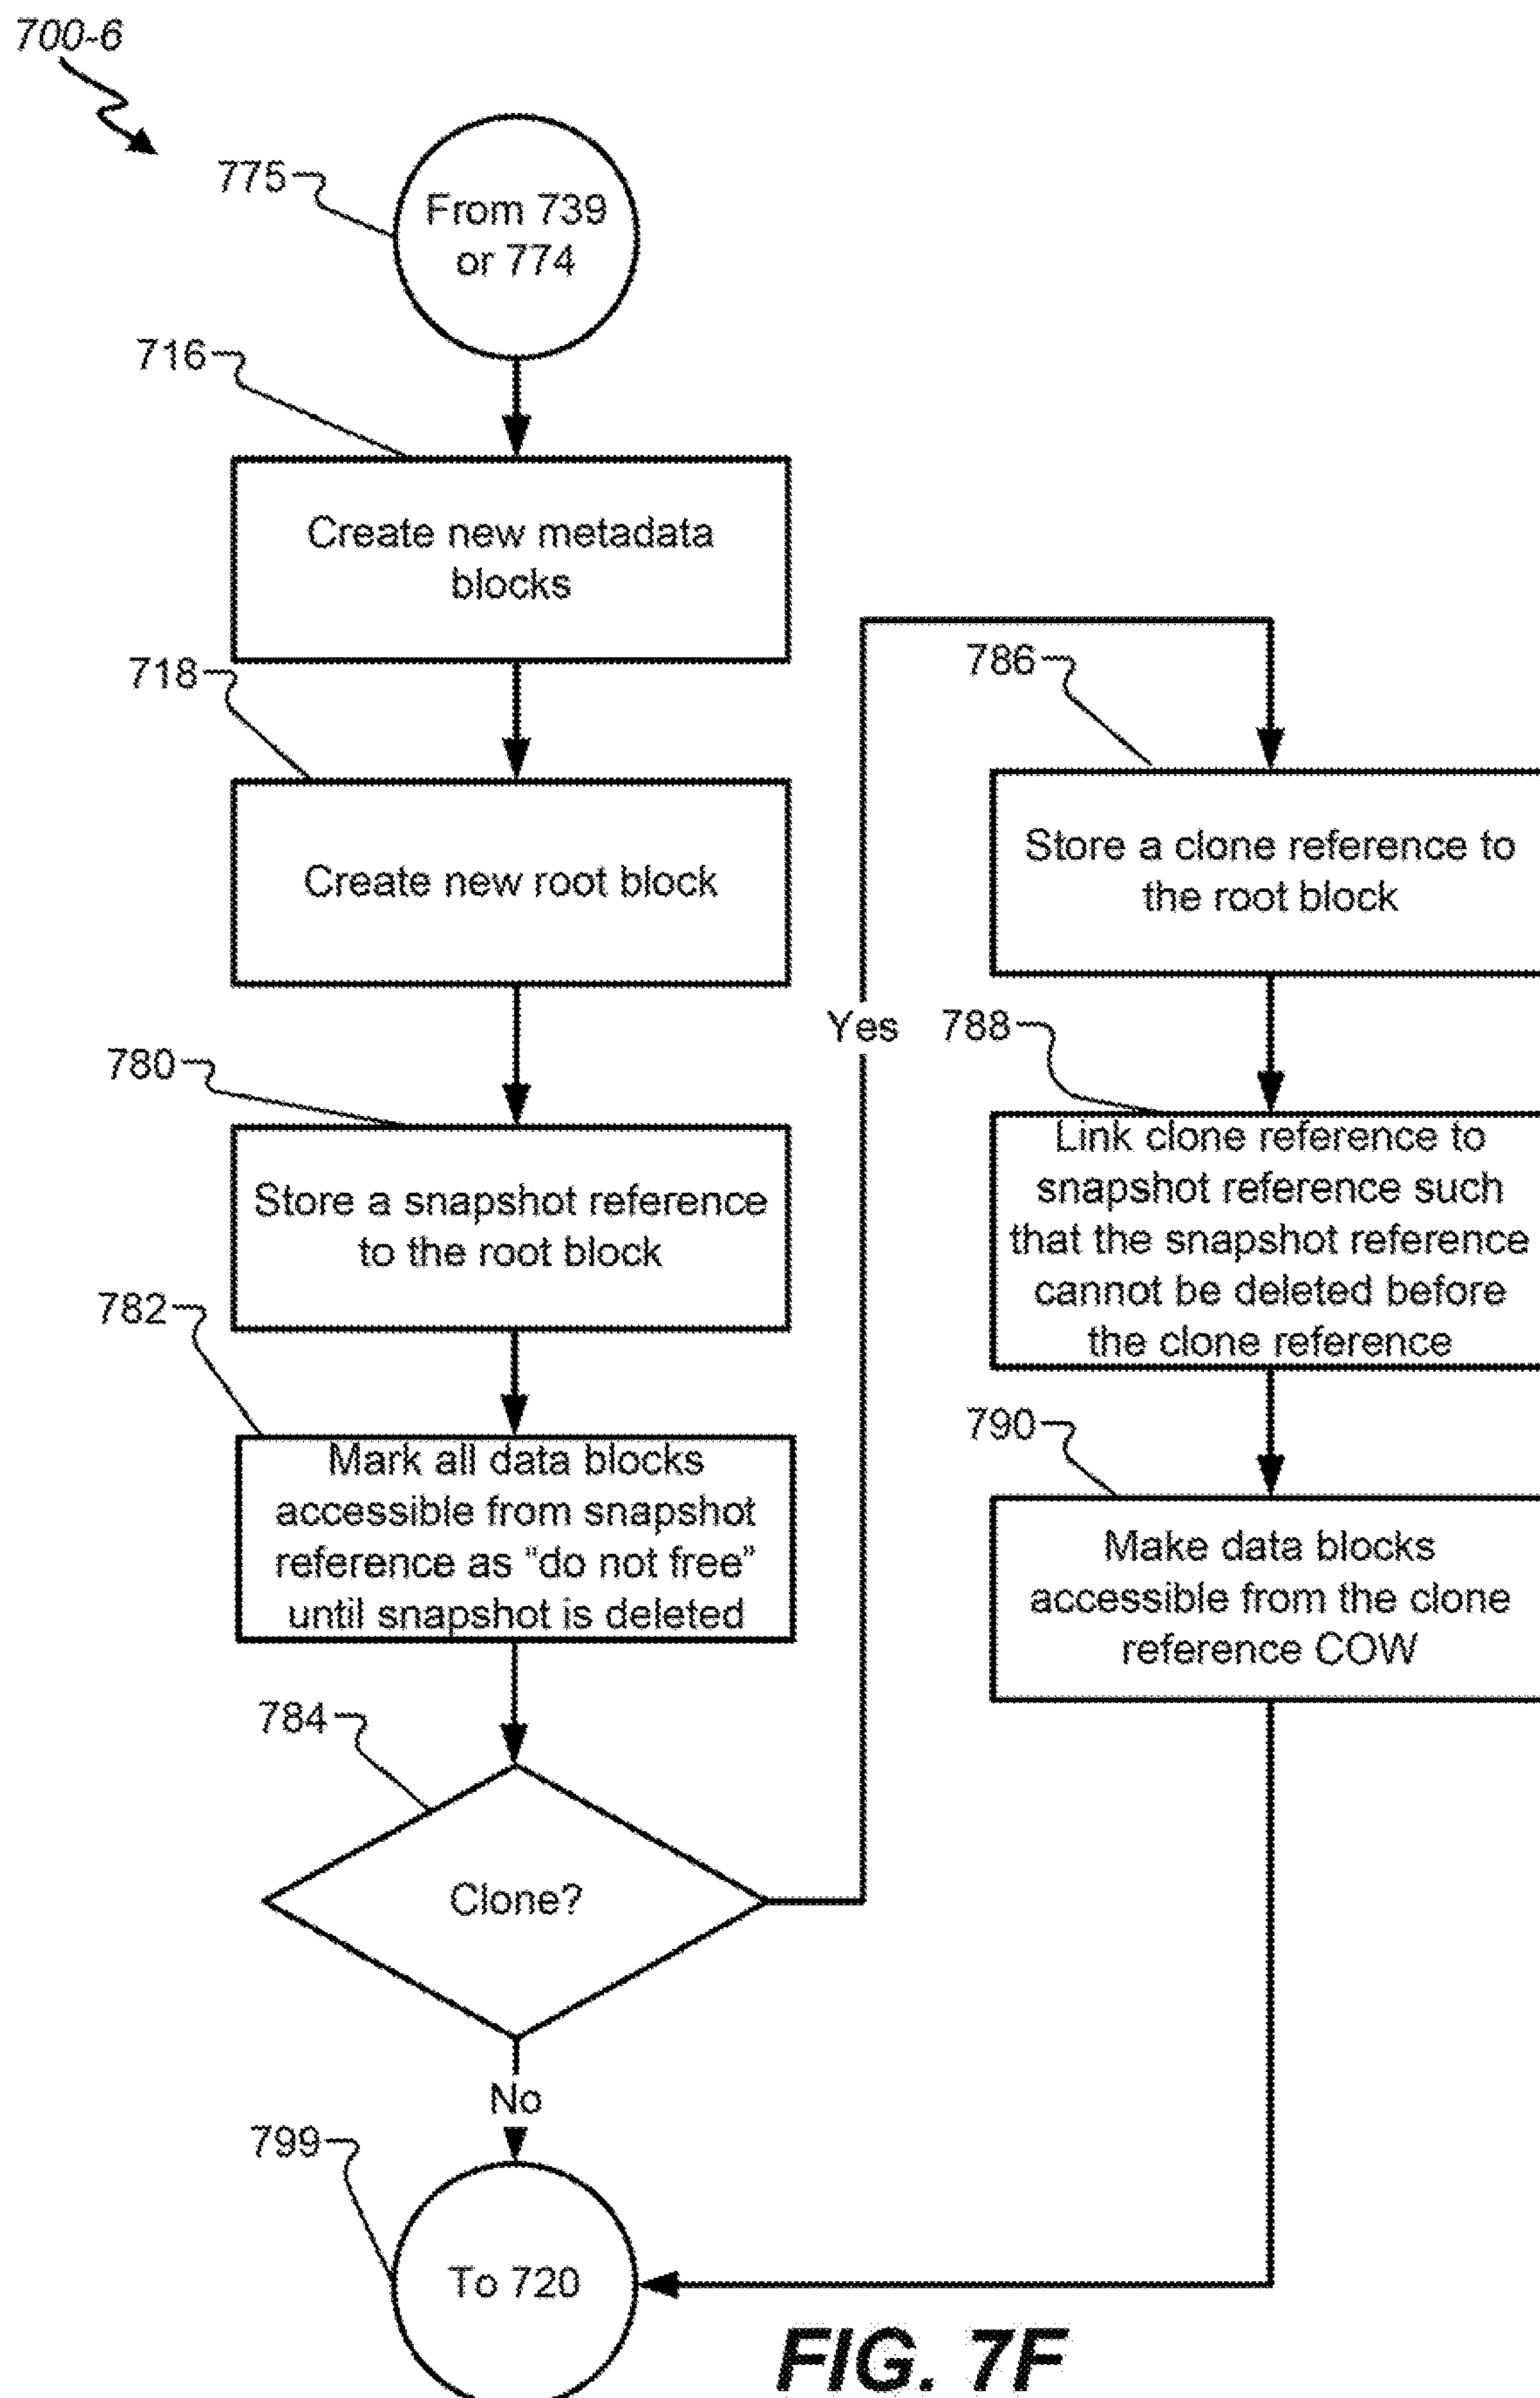 700-6
775
From 739
or 774
716
Create new metadata
blocks
718
Create new root block
780
Store a snapshot reference
to the root block
782
Mark all data blocks
accessible from snapshot
reference as "do not free"
until snapshot is deleted
784
Clone?
Yes
No
786
Store a clone reference to
the root block
788
Link clone reference to
snapshot reference such
that the snapshot reference
cannot be deleted before
the clone reference
790
Make data blocks
accessible from the clone
reference COW
799
To 720
FIG. 7F